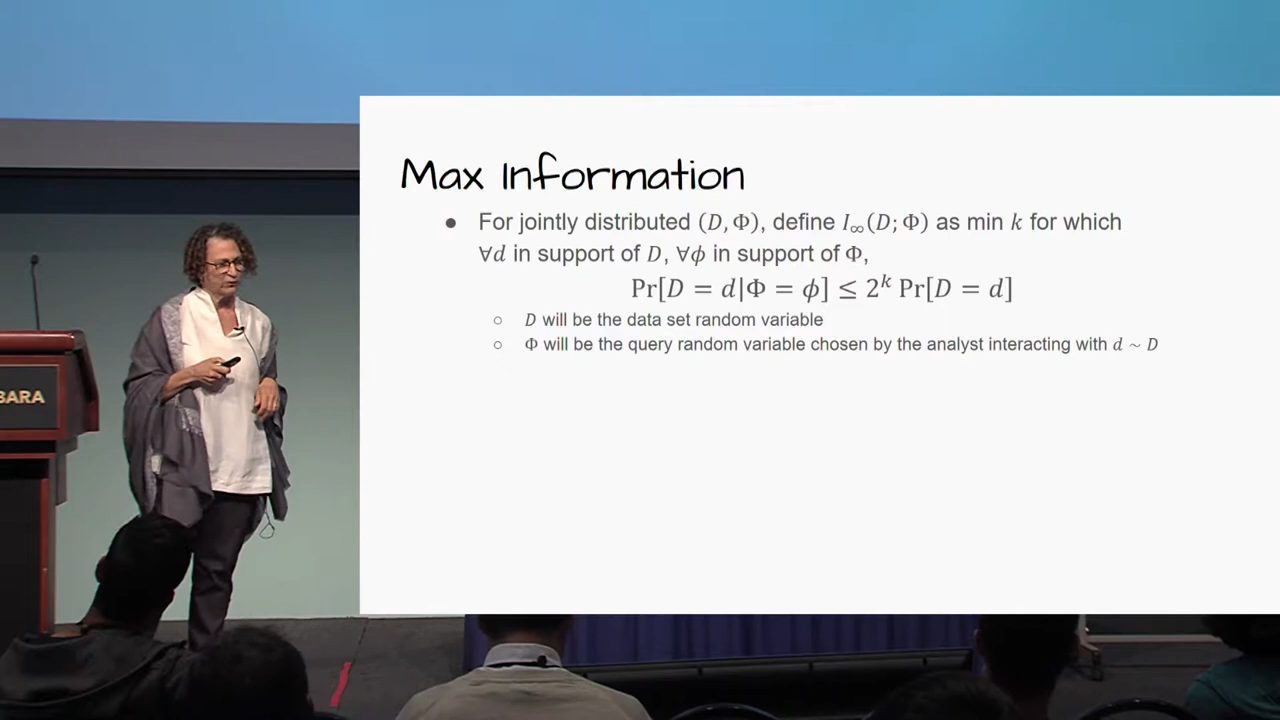 BARA
Max Information
● For jointly distributed (D, Φ), define I∞(D; Φ) as min k for which
∀d in support of D, ∀ϕ in support of Φ,
Pr[D = d|Φ = ϕ] ≤ 2ᵏ Pr[D = d]
○ D will be the data set random variable
○ Φ will be the query random variable chosen by the analyst interacting with d ~ D